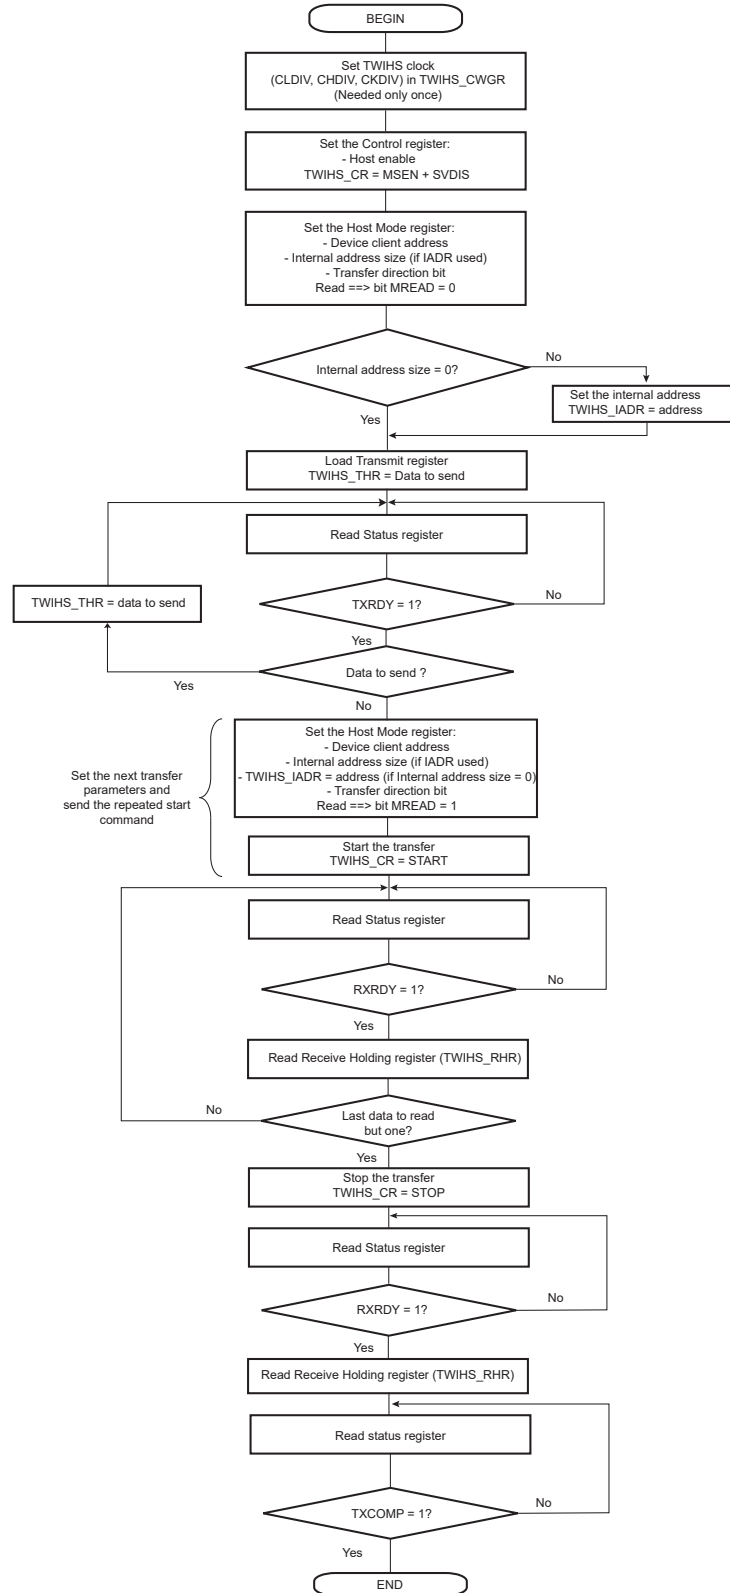 BEGIN
Set TWIHS clock
(CLDIV, CHDIV, CKDIV) in TWIHS_CWGR
(Needed only once)
Set the Control register:
- Host enable
TWIHS_CR = MSEN + SVDIS
Set the Host Mode register:
- Device client address
- Internal address size (if IADR used)
- Transfer direction bit
Read ==> bit MREAD = 0
Internal address size = 0?
No
Set the internal address
TWIHS_IADR = address
Yes
Load Transmit register
TWIHS_THR = Data to send
Read Status register
TWIHS_THR = data to send
TXRDY = 1?
No
Yes
Data to send ?
Yes
No
Set the Host Mode register:
- Device client address
- Internal address size (if IADR used)
- TWIHS_IADR = address (if Internal address size = 0)
- Transfer direction bit
Read ==> bit MREAD = 1
Set the next transfer
parameters and
send the repeated start
command
Start the transfer
TWIHS_CR = START
Read Status register
RXRDY = 1?
No
Yes
Read Receive Holding register (TWIHS_RHR)
No
Last data to read
but one?
Yes
Stop the transfer
TWIHS_CR = STOP
Read Status register
RXRDY = 1?
No
Yes
Read Receive Holding register (TWIHS_RHR)
Read status register
TXCOMP = 1?
No
Yes
END